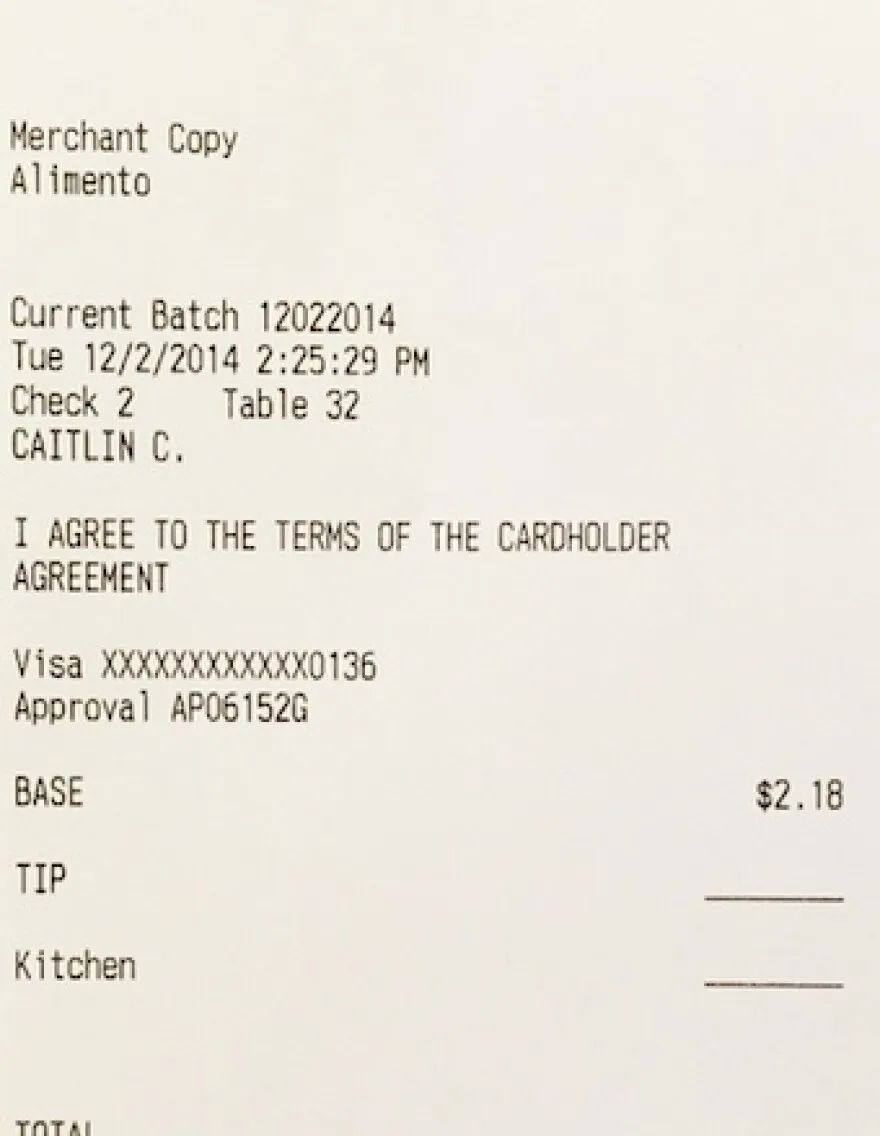 Merchant Copy
Alimento
Current Batch 12022014
Tue 12/2/2014 2:25:29 PM
Check 2 Table 32
CAITLIN C.
I AGREE TO THE TERMS OF THE CARDHOLDER
AGREEMENT
Visa XXXXXXXXXXXX0136
Approval AP06152G
BASE $2.18
TIP
Kitchen
TOTAL